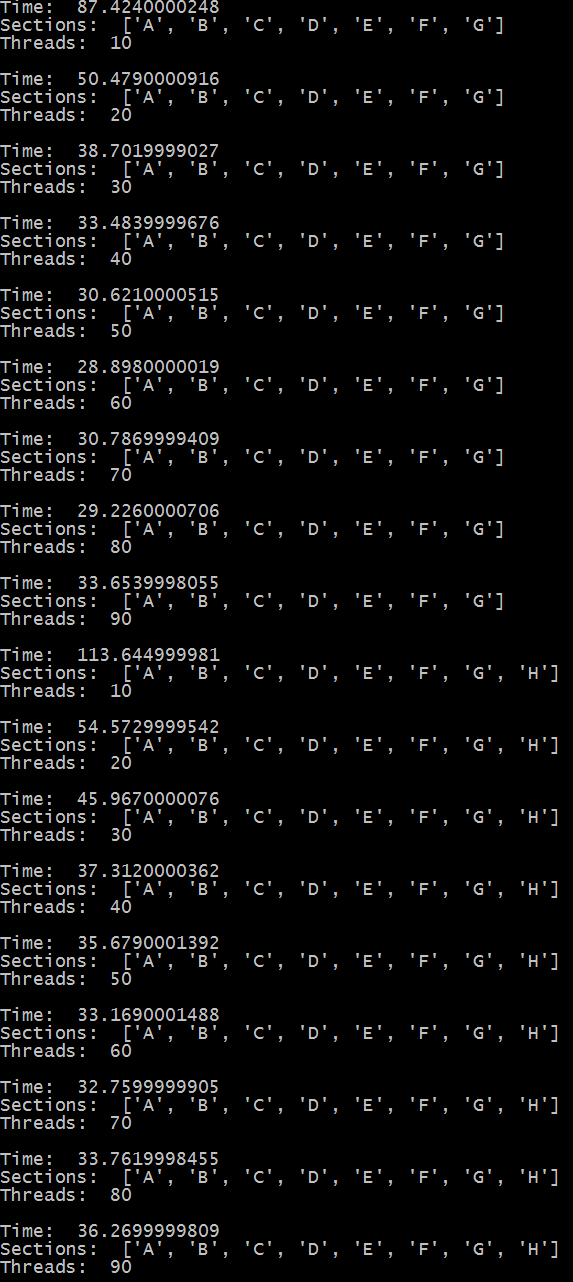 Time:  87.4240000248
Sections:  ['A', 'B', 'C', 'D', 'E', 'F', 'G']
Threads:  10
Time:  50.4790000916
Sections:  ['A', 'B', 'C', 'D', 'E', 'F', 'G']
Threads:  20
Time:  38.7019999027
Sections:  ['A', 'B', 'C', 'D', 'E', 'F', 'G']
Threads:  30
Time:  33.4839999676
Sections:  ['A', 'B', 'C', 'D', 'E', 'F', 'G']
Threads:  40
Time:  30.6210000515
Sections:  ['A', 'B', 'C', 'D', 'E', 'F', 'G']
Threads:  50
Time:  28.8980000019
Sections:  ['A', 'B', 'C', 'D', 'E', 'F', 'G']
Threads:  60
Time:  30.7869999409
Sections:  ['A', 'B', 'C', 'D', 'E', 'F', 'G']
Threads:  70
Time:  29.2260000706
Sections:  ['A', 'B', 'C', 'D', 'E', 'F', 'G']
Threads:  80
Time:  33.6539998055
Sections:  ['A', 'B', 'C', 'D', 'E', 'F', 'G']
Threads:  90
Time:  113.644999981
Sections:  ['A', 'B', 'C', 'D', 'E', 'F', 'G', 'H']
Threads:  10
Time:  54.5729999542
Sections:  ['A', 'B', 'C', 'D', 'E', 'F', 'G', 'H']
Threads:  20
Time:  45.9670000076
Sections:  ['A', 'B', 'C', 'D', 'E', 'F', 'G', 'H']
Threads:  30
Time:  37.3120000362
Sections:  ['A', 'B', 'C', 'D', 'E', 'F', 'G', 'H']
Threads:  40
Time:  35.6790001392
Sections:  ['A', 'B', 'C', 'D', 'E', 'F', 'G', 'H']
Threads:  50
Time:  33.1690001488
Sections:  ['A', 'B', 'C', 'D', 'E', 'F', 'G', 'H']
Threads:  60
Time:  32.7599999905
Sections:  ['A', 'B', 'C', 'D', 'E', 'F', 'G', 'H']
Threads:  70
Time:  33.7619998455
Sections:  ['A', 'B', 'C', 'D', 'E', 'F', 'G', 'H']
Threads:  80
Time:  36.2699999809
Sections:  ['A', 'B', 'C', 'D', 'E', 'F', 'G', 'H']
Threads:  90